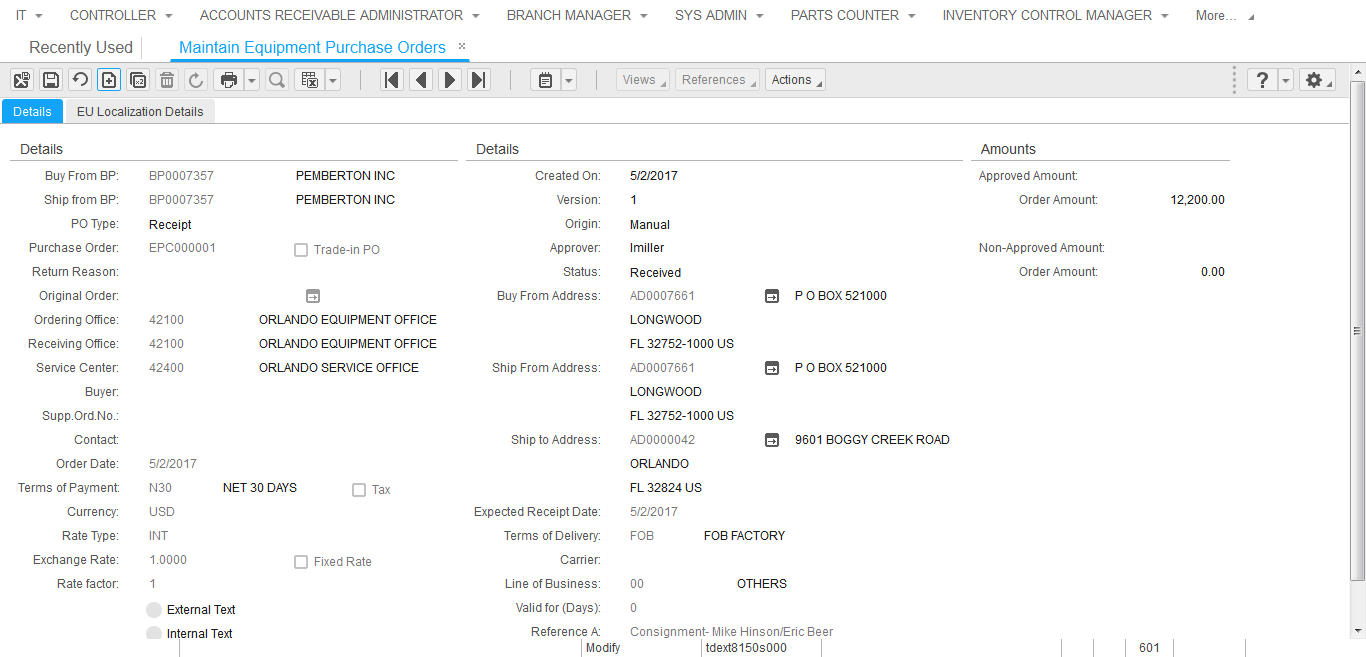 IT CONTROLLER ACCOUNTS RECEIVABLE ADMINISTRATOR BRANCH MANAGER SYS ADMIN PARTS COUNTER INVENTORY CONTROL MANAGER More...
Recently Used Maintain Equipment Purchase Orders
Views References Actions
Details EU Localization Details
Details Details Amounts
Buy From BP: BP0007357 PEMBERTON INC Created On: 5/2/2017 Approved Amount:
Ship from BP: BP0007357 PEMBERTON INC Version: 1 Order Amount: 12,200.00
PO Type: Receipt Origin: Manual
Purchase Order: EPC000001 Trade-in PO Approver: lmiller Non-Approved Amount:
Return Reason: Status: Received Order Amount: 0.00
Original Order: Buy From Address: AD0007661 P O BOX 521000
Ordering Office: 42100 ORLANDO EQUIPMENT OFFICE LONGWOOD
Receiving Office: 42100 ORLANDO EQUIPMENT OFFICE FL 32752-1000 US
Service Center: 42400 ORLANDO SERVICE OFFICE Ship From Address: AD0007661 P O BOX 521000
Buyer: LONGWOOD
Supp.Ord.No.: FL 32752-1000 US
Contact: Ship to Address: AD0000042 9601 BOGGY CREEK ROAD
Order Date: 5/2/2017 ORLANDO
Terms of Payment: N30 NET 30 DAYS Tax FL 32824 US
Currency: USD Expected Receipt Date: 5/2/2017
Rate Type: INT Terms of Delivery: FOB FOB FACTORY
Exchange Rate: 1.0000 Fixed Rate Carrier:
Rate factor: 1 Line of Business: 00 OTHERS
External Text Valid for (Days): 0
Internal Text Reference A: Consignment- Mike Hinson/Eric Beer
Modify tdext8150s000 601